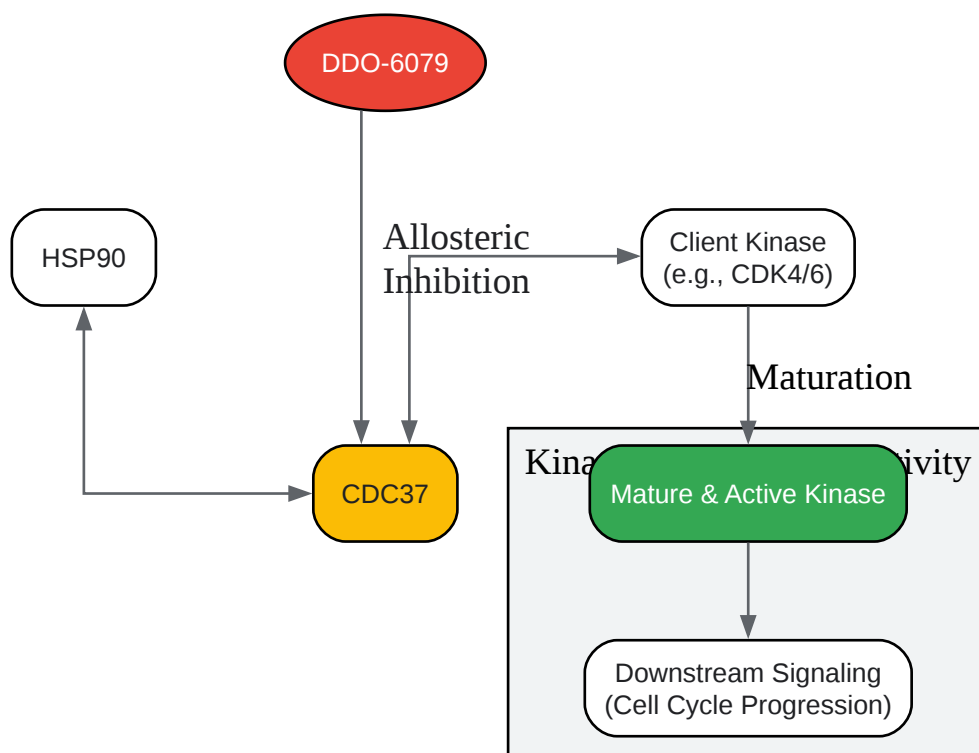 DDO-6079
Allosteric
Inhibition
HSP90
Client Kinase
(e.g., CDK4/6)
Maturation
CDC37
Mature & Active Kinase
Downstream Signaling
(Cell Cycle Progression)